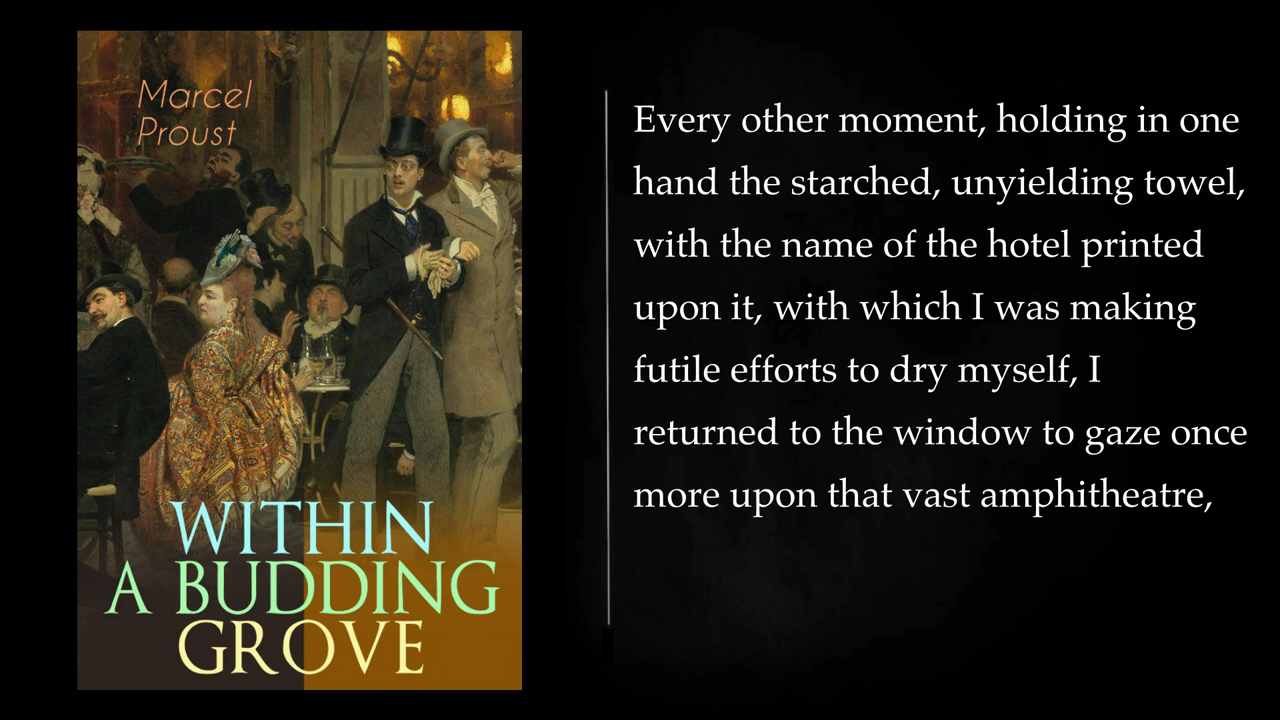 Marcel
Proust
WITHIN
A BUDDING
GROVE
Every other moment, holding in one
hand the starched, unyielding towel,
with the name of the hotel printed
upon it, with which I was making
futile efforts to dry myself, I
returned to the window to gaze once
more upon that vast amphitheatre,